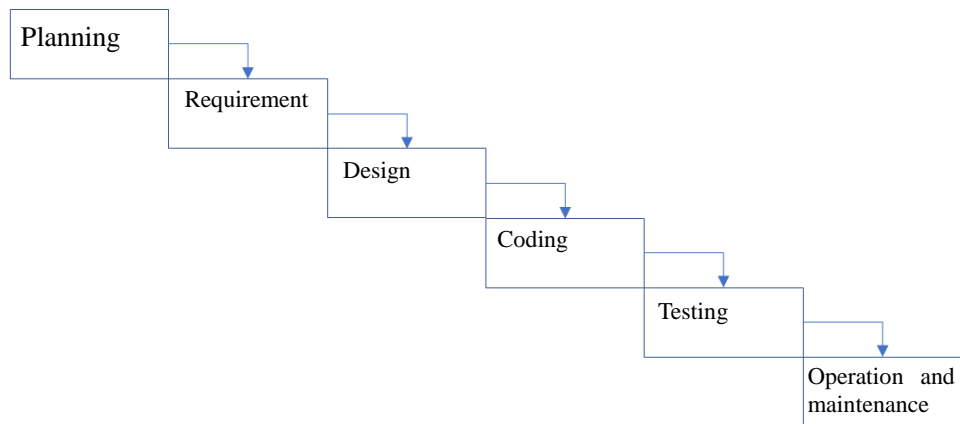 Planning
Requirement
Design
Coding
Testing
Operation and
maintenance